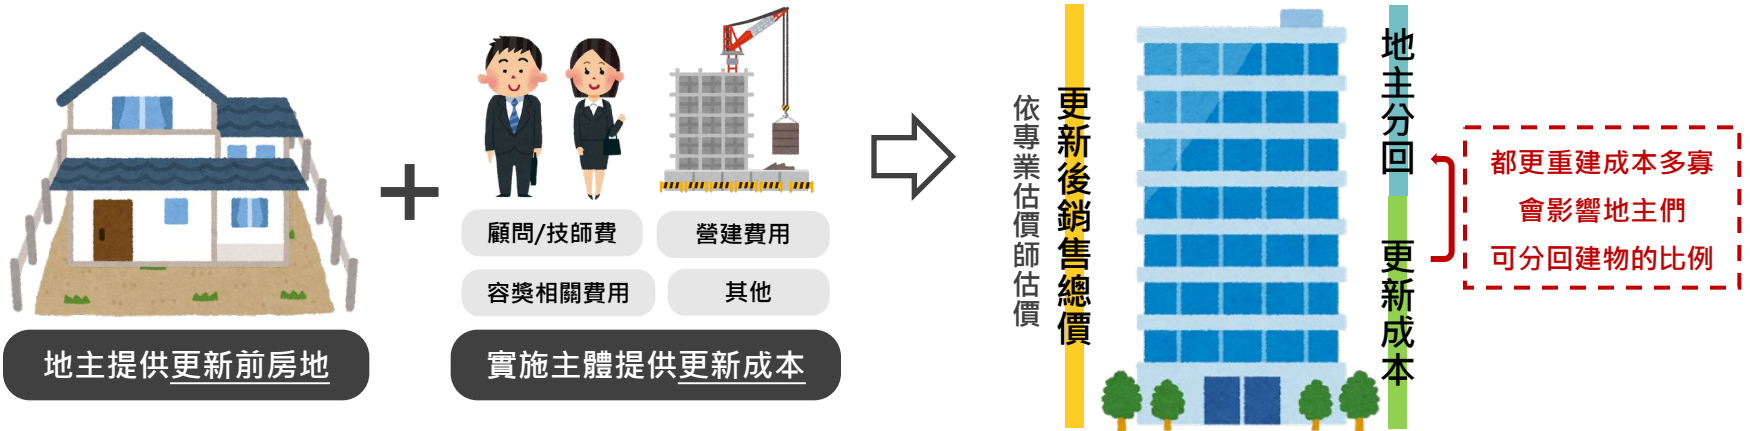 顧問/技師費
營建費用
容獎相關費用
其他
地主提供更新前房地
+
實施主體提供更新成本
依專業估價師估價
更新後銷售總價
地主分回
更新成本
都更重建成本多寡
會影響地主們
可分回建物的比例